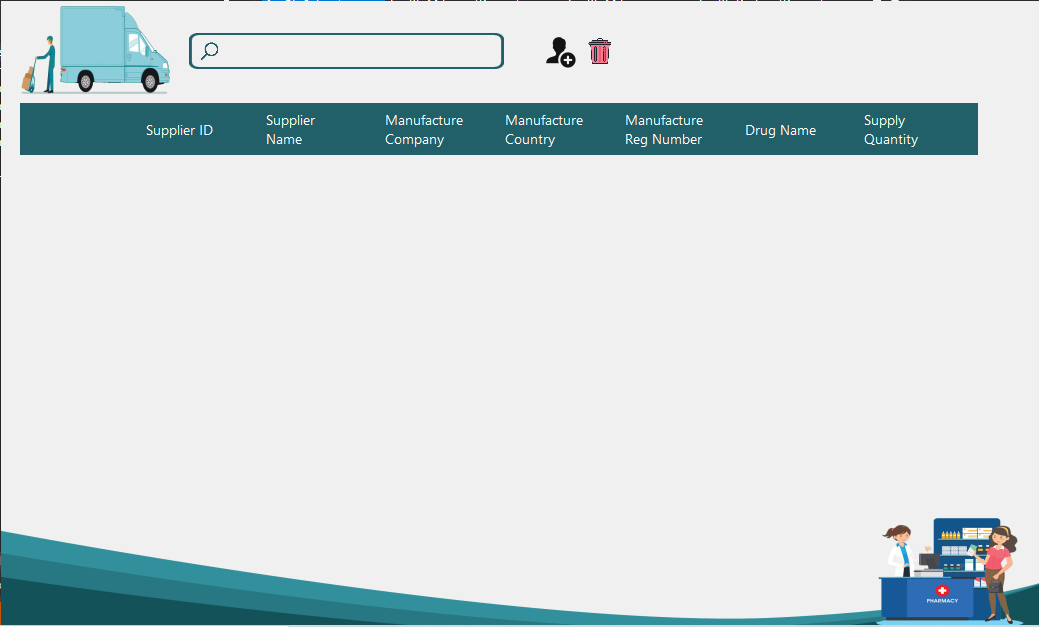 Supplier ID
Supplier
Name
Manufacture
Company
Manufacture
Country
Manufacture
Reg Number
Drug Name
Supply
Quantity
PHARMACY